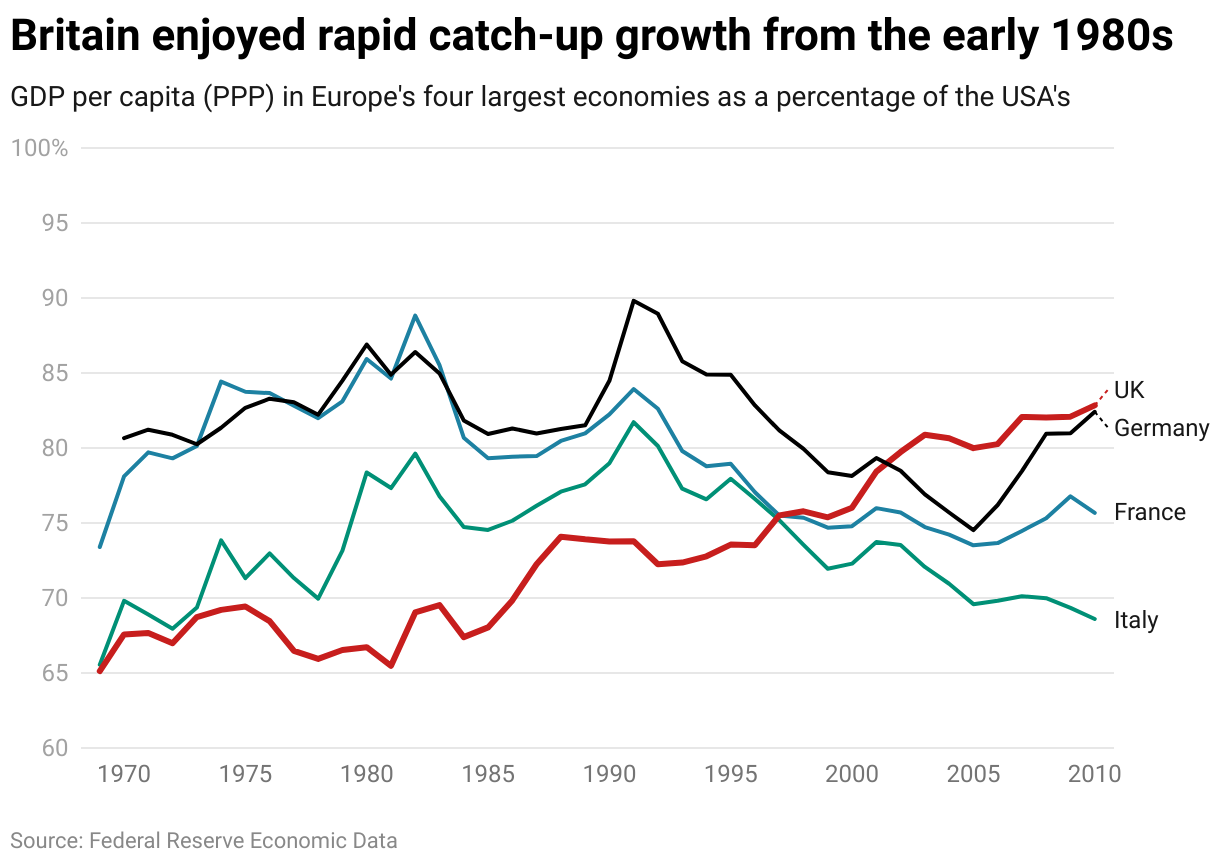 Britain enjoyed rapid catch-up growth from the early 1980s
GDP per capita (PPP) in Europe's four largest economies as a percentage of the USA's
100%
95
90
85
80
75
70
65
60
UK
Germany
France
Italy
1970 1975 1980 1985 1990 1995 2000 2005 2010
Source: Federal Reserve Economic Data